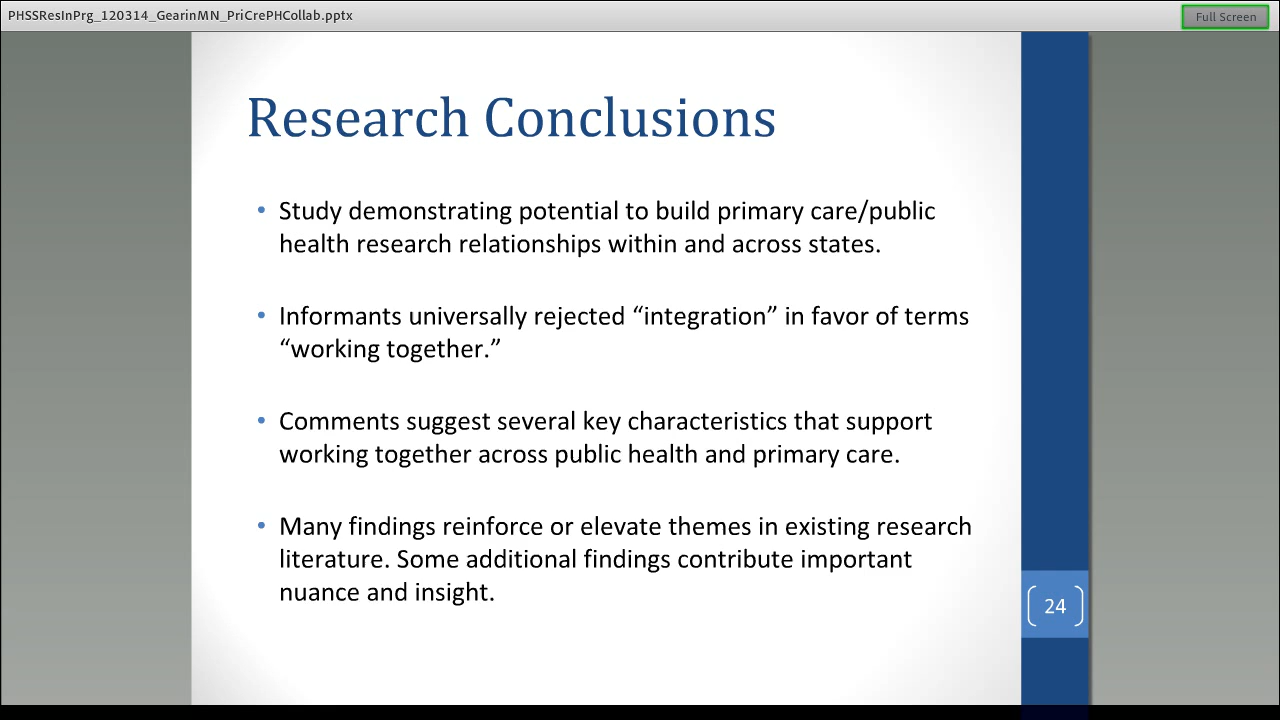 PHSSResInPrg_120314_GearinMN_PriCrePHCollab.pptx
Full Screen
Research Conclusions
• Study demonstrating potential to build primary care/public
health research relationships within and across states.
• Informants universally rejected “integration” in favor of terms
“working together.”
• Comments suggest several key characteristics that support
working together across public health and primary care.
• Many findings reinforce or elevate themes in existing research
literature. Some additional findings contribute important
nuance and insight.
24